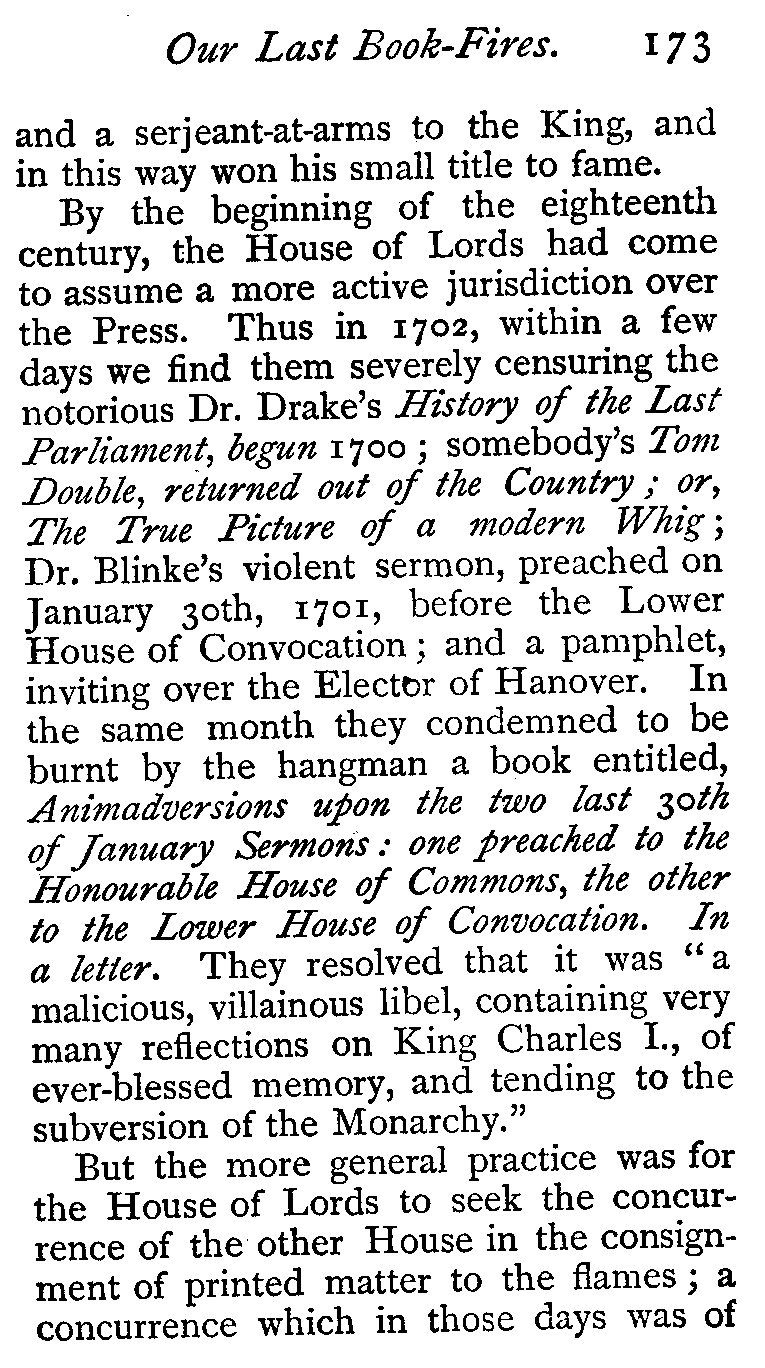 Our Last Book-Fires. 173
and a serjeant-at-arms to the King, and
in this way won his small title to fame.
By the beginning of the eighteenth
century, the House of Lords had come
to assume a more active jurisdiction over
the Press. Thus in 1702, within a few
days we find them severely censuring the
notorious Dr. Drake's History of the Last
Parliament, begun 1700 ; somebody's Tom
Double, returned out of the Country ; or,
The True Picture of a modern Whig ;
Dr. Blinke's violent sermon, preached on
January 30th, 1701, before the Lower
House of Convocation ; and a pamphlet,
inviting over the Elector of Hanover. In
the same month they condemned to be
burnt by the hangman a book entitled,
Animadversions upon the two last 30th
of January Sermons : one preached to the
Honourable House of Commons, the other
to the Lower House of Convocation. In
a letter. They resolved that it was "a
malicious, villainous libel, containing very
many reflections on King Charles I., of
ever-blessed memory, and tending to the
subversion of the Monarchy."
But the more general practice was for
the House of Lords to seek the concur-
rence of the other House in the consign-
ment of printed matter to the flames ; a
concurrence which in those days was of